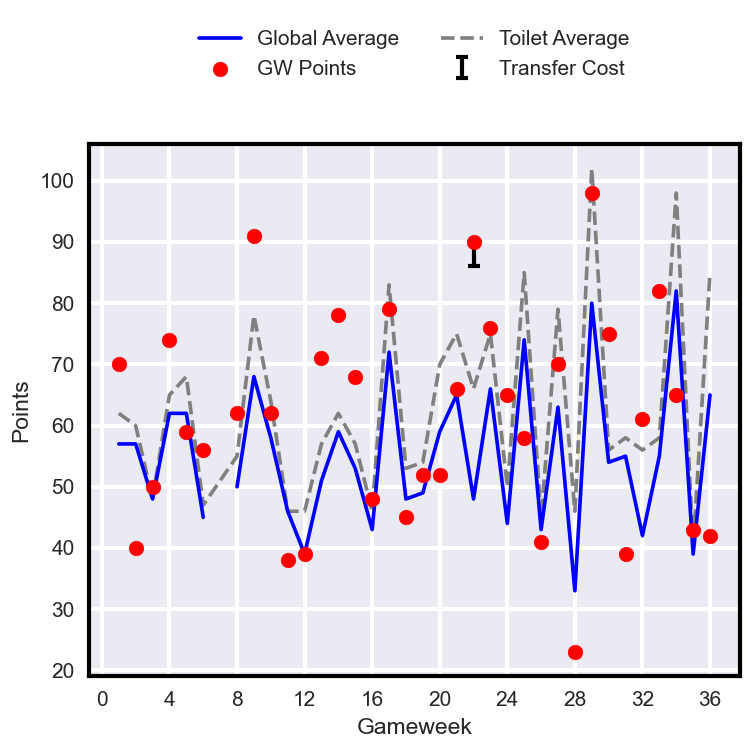 Global Average
Toilet Average
GW Points
Transfer Cost
100
90
80
70
60
50
40
30
20
Points
0 4 8 12 16 20 24 28 32 36
Gameweek